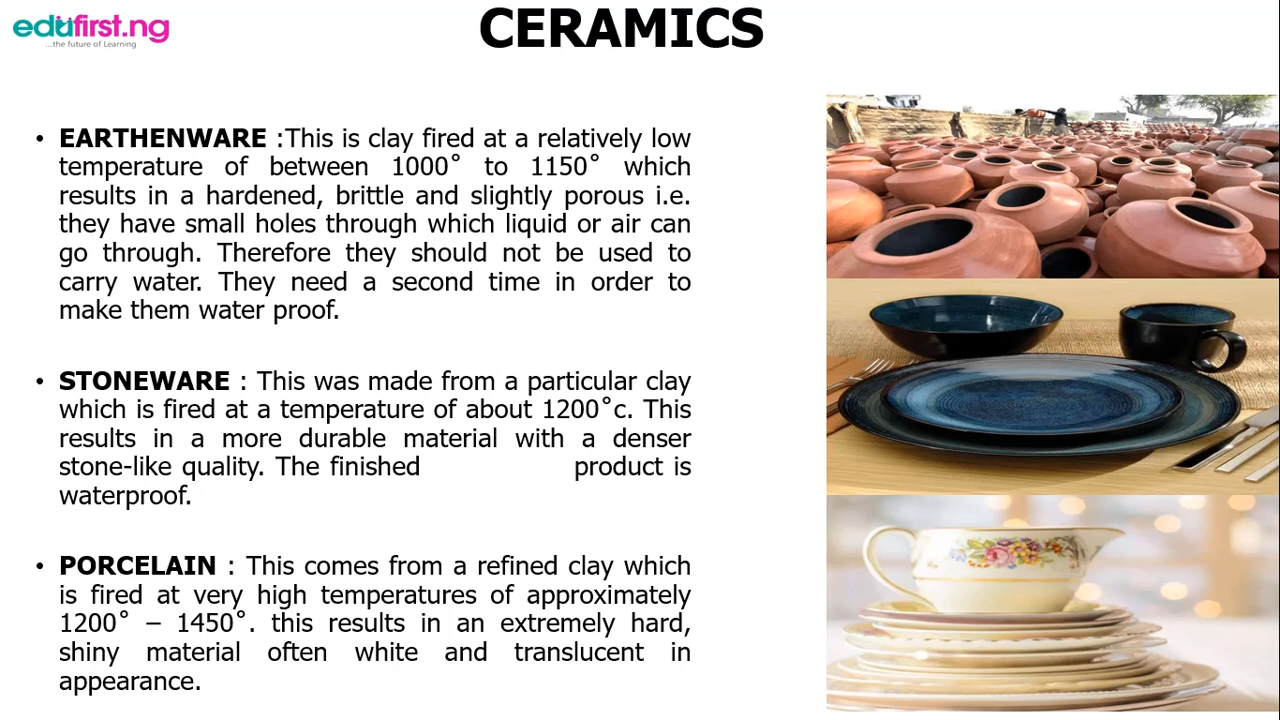 edufirst.ng
...the future of Learning
CERAMICS
• EARTHENWARE :This is clay fired at a relatively low
temperature of between 1000˚ to 1150˚ which
results in a hardened, brittle and slightly porous i.e.
they have small holes through which liquid or air can
go through. Therefore they should not be used to
carry water. They need a second time in order to
make them water proof.
• STONEWARE : This was made from a particular clay
which is fired at a temperature of about 1200˚c. This
results in a more durable material with a denser
stone-like quality. The finished product is
waterproof.
• PORCELAIN : This comes from a refined clay which
is fired at very high temperatures of approximately
1200˚ – 1450˚. this results in an extremely hard,
shiny material often white and translucent in
appearance.